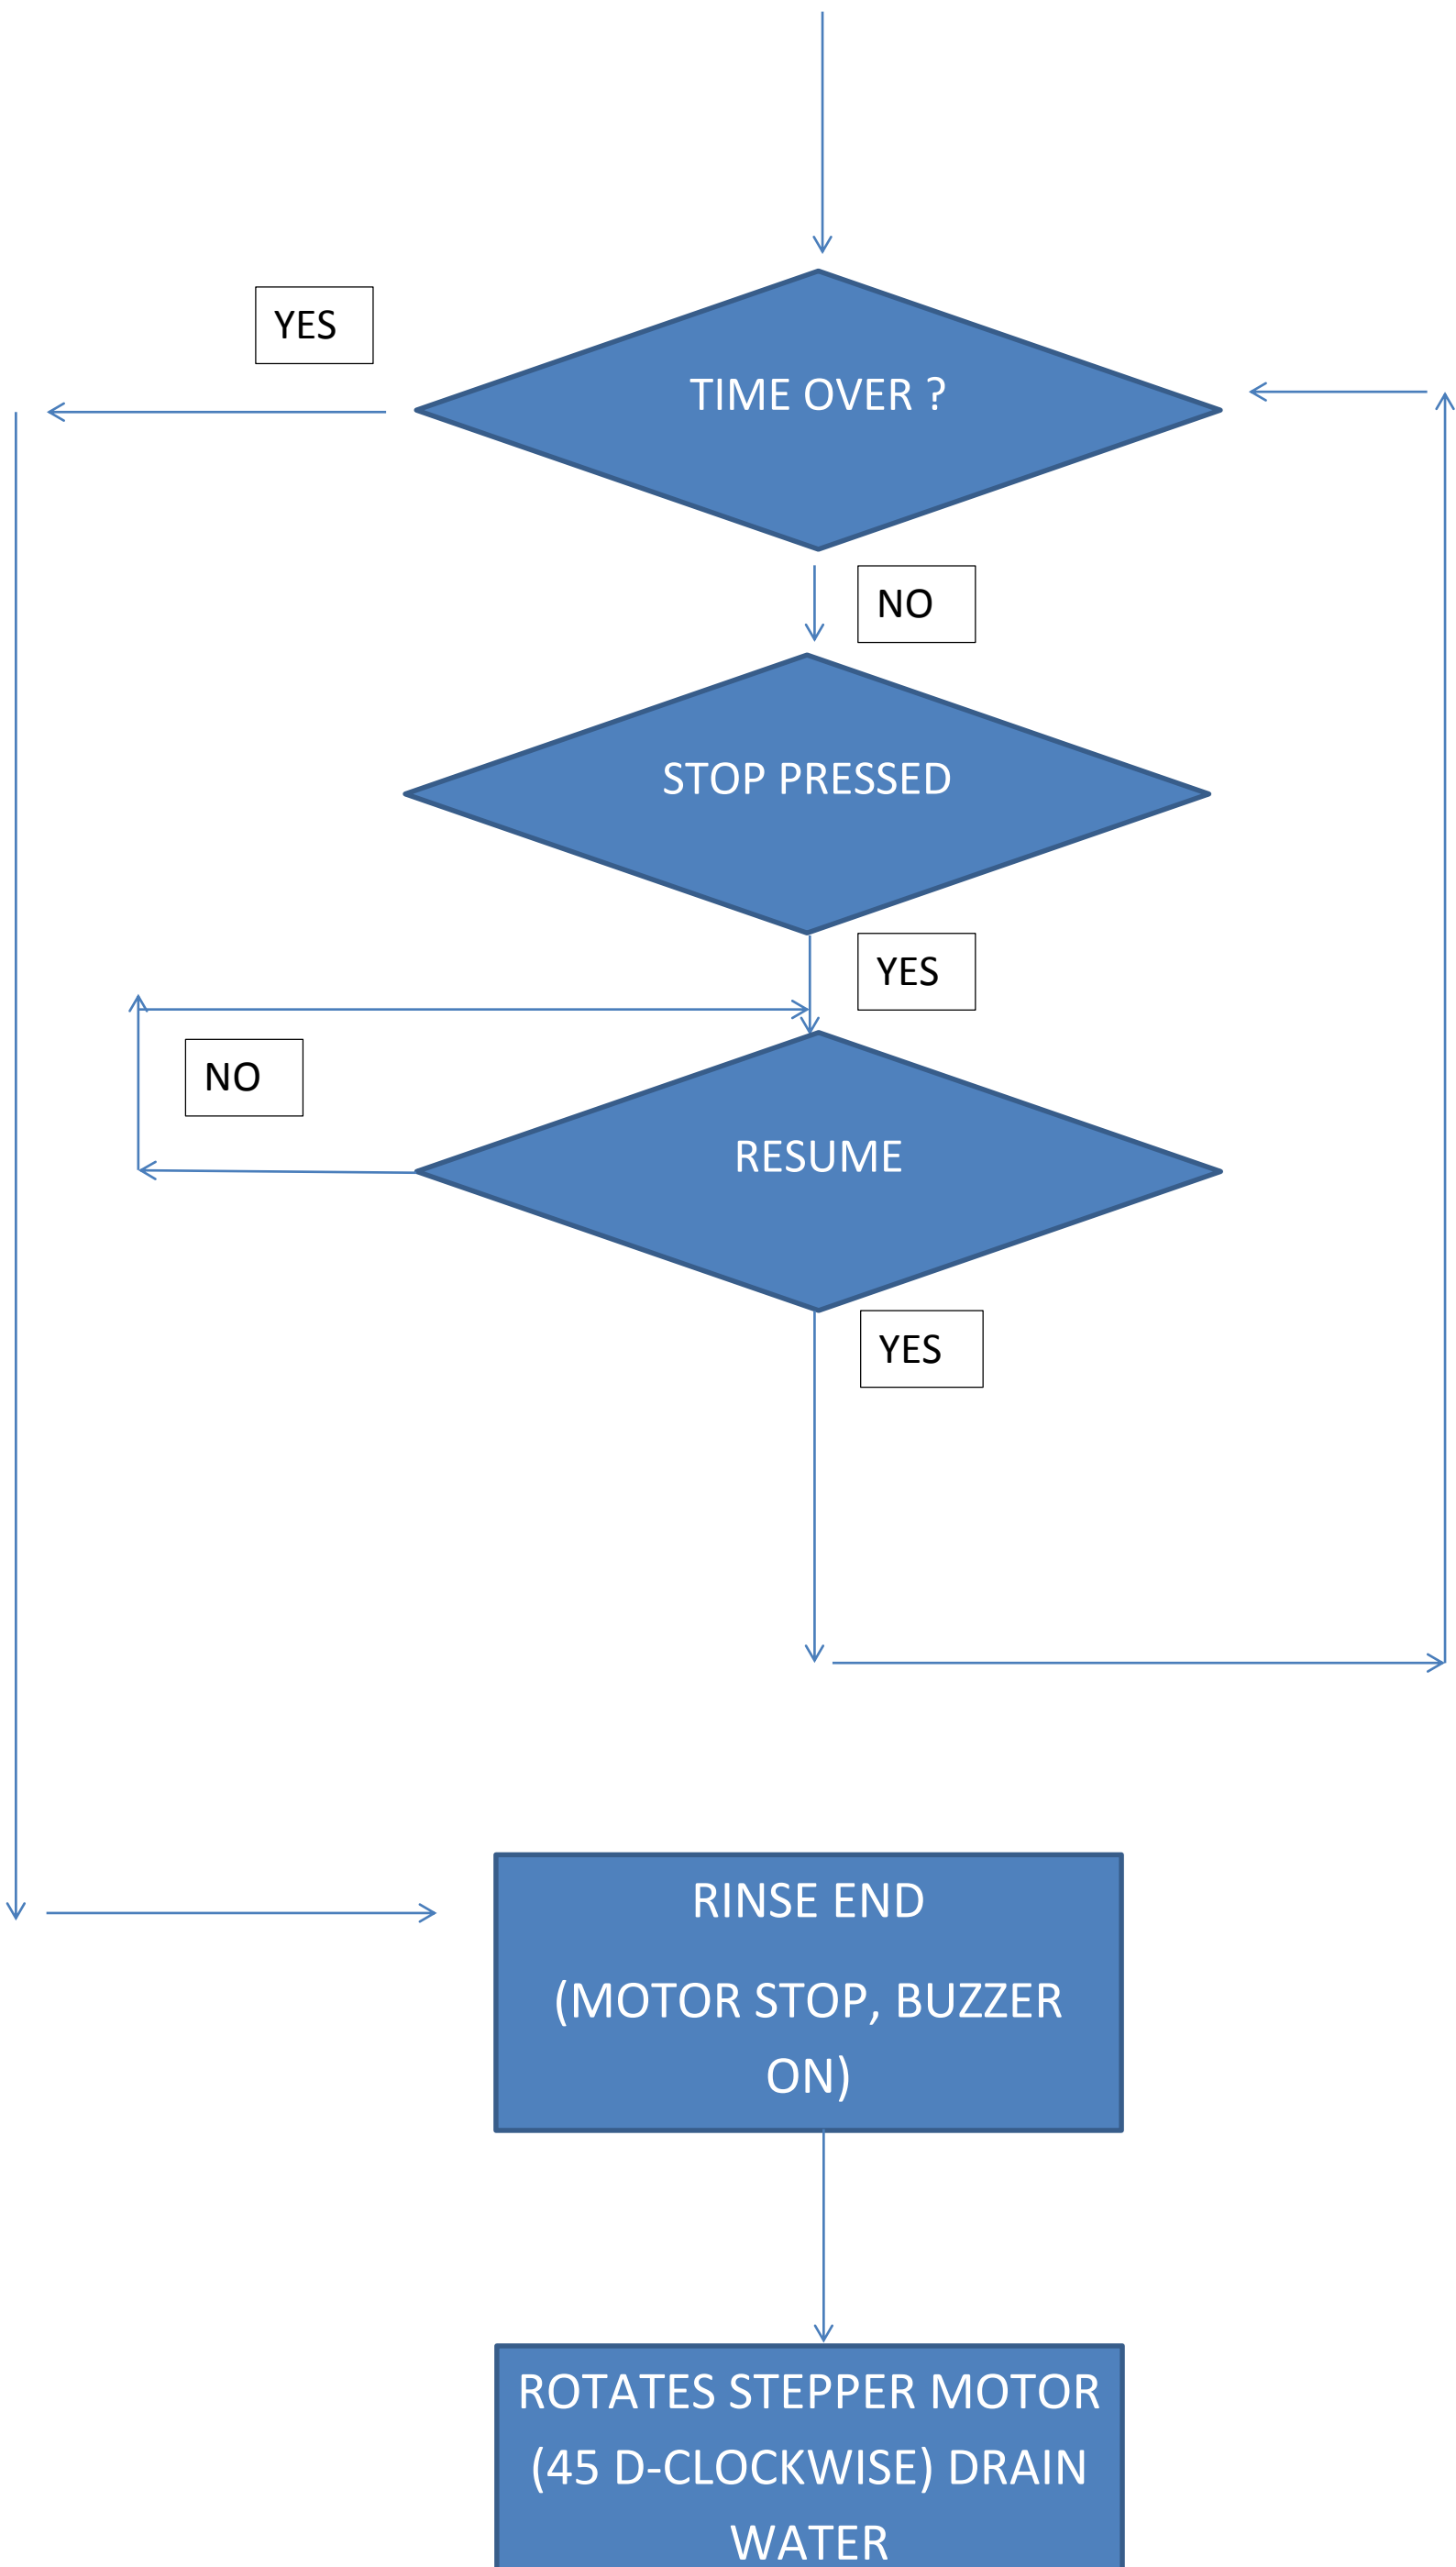 YES
TIME OVER ?
NO
STOP PRESSED
YES
NO
RESUME
YES
RINSE END
(MOTOR STOP, BUZZER
ON)
ROTATES STEPPER MOTOR
(45 D-CLOCKWISE) DRAIN
WATER